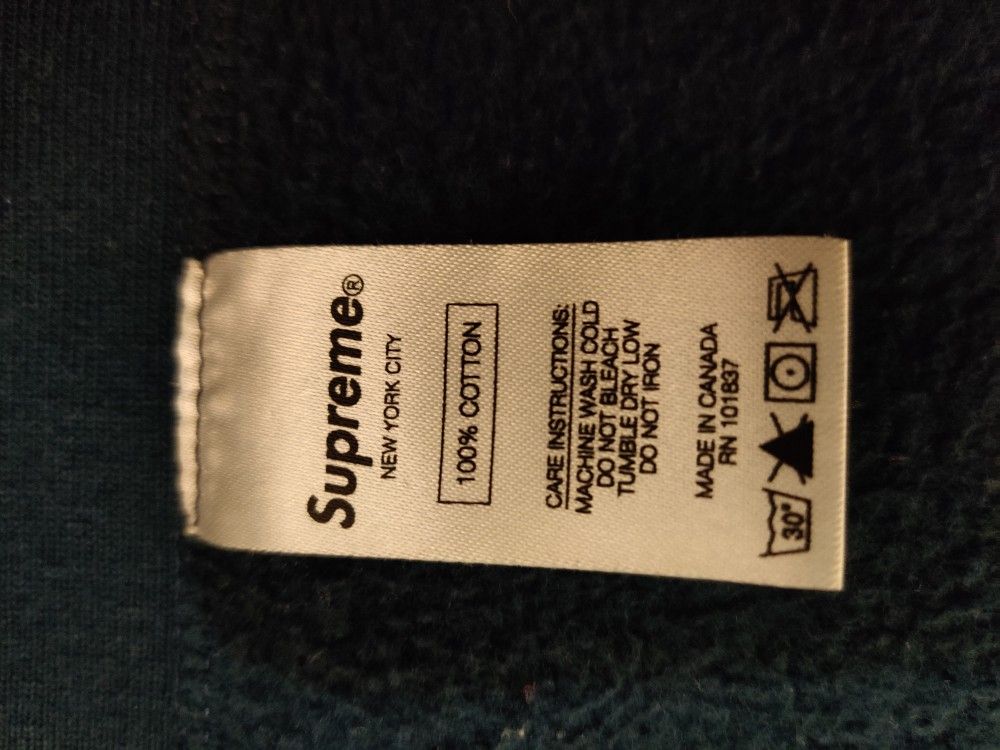 Supreme®
NEW YORK CITY
100% COTTON
CARE INSTRUCTIONS:
MACHINE WASH COLD
DO NOT BLEACH
TUMBLE DRY LOW
DO NOT IRON
MADE IN CANADA
RN 101837
30°